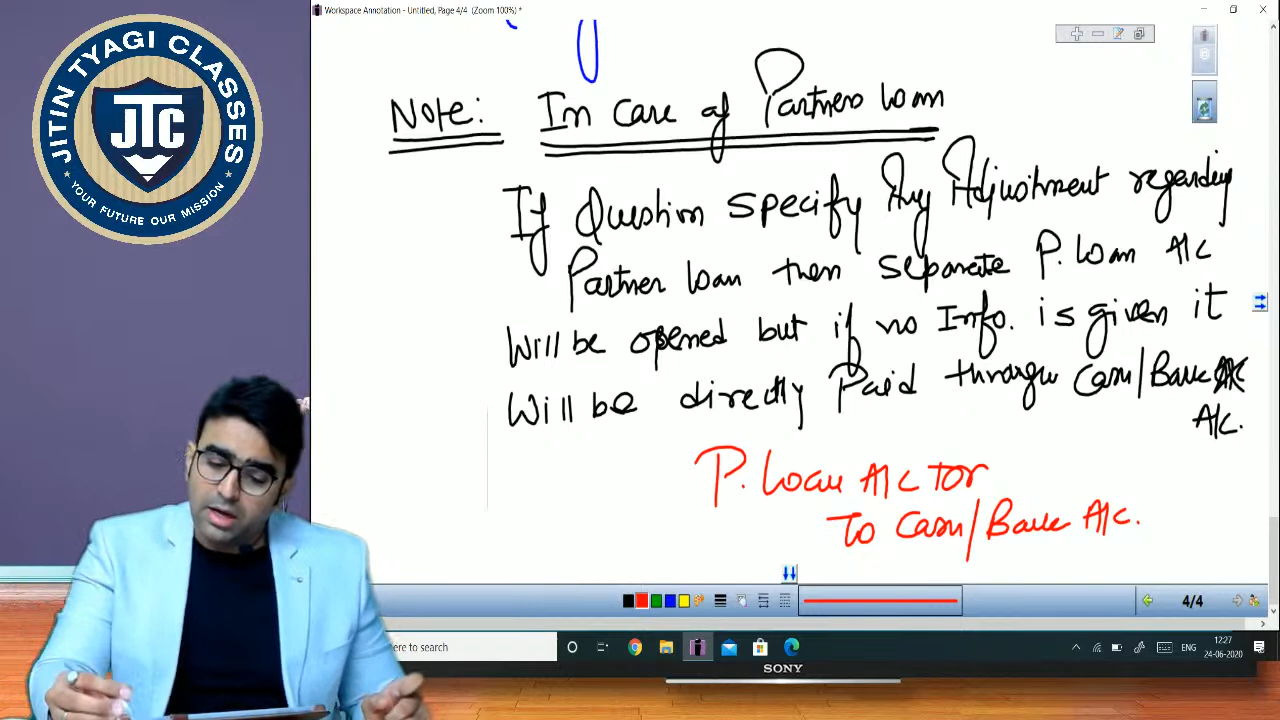 Workspace Annotation - Untitled, Page 4/4 (Zoom 100%) *
JITIN TYAGI CLASSES
JTC
YOUR FUTURE OUR MISSION
Note: In Case of Partners loan
If Question specify Any Adjustment regarding
Partner loan then separate P. loan A/c
Will be opened but if no Info. is given it
Will be directly Paid through Cash/Bank
A/c.
P. Loan A/c Dr
To Cash/Bank A/c.
4/4
ere to search
ENG
12:27
24-06-2020
SONY